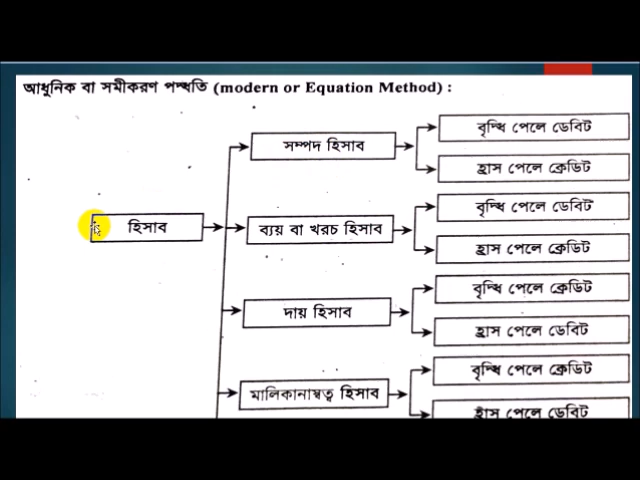 আধুনিক বা সমীকরণ পদ্ধতি (modern or Equation Method) :
হিসাব
সম্পদ হিসাব
বৃদ্ধি পেলে ডেবিট
হ্রাস পেলে ক্রেডিট
ব্যয় বা খরচ হিসাব
বৃদ্ধি পেলে ডেবিট
হ্রাস পেলে ক্রেডিট
দায় হিসাব
বৃদ্ধি পেলে ক্রেডিট
হ্রাস পেলে ডেবিট
মালিকানাস্বত্ব হিসাব
বৃদ্ধি পেলে ক্রেডিট
হ্রাস পেলে ডেবিট